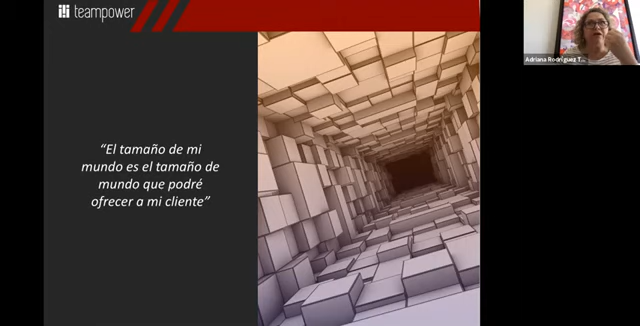 teampower
Adriana Rodríguez T...
“El tamaño de mi
mundo es el tamaño de
mundo que podré
ofrecer a mi cliente”